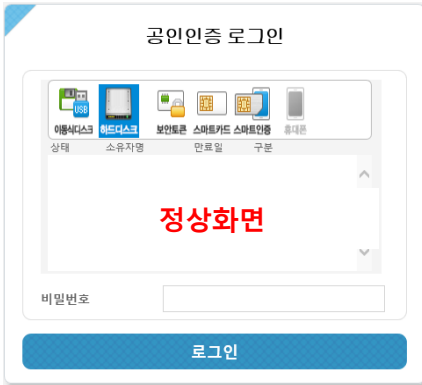 공인인증 로그인
USB
이동식디스크 하드디스크 보안토큰 스마트카드 스마트인증 휴대폰
상태 소유자명 만료일 구분
정상화면
비밀번호
로그인